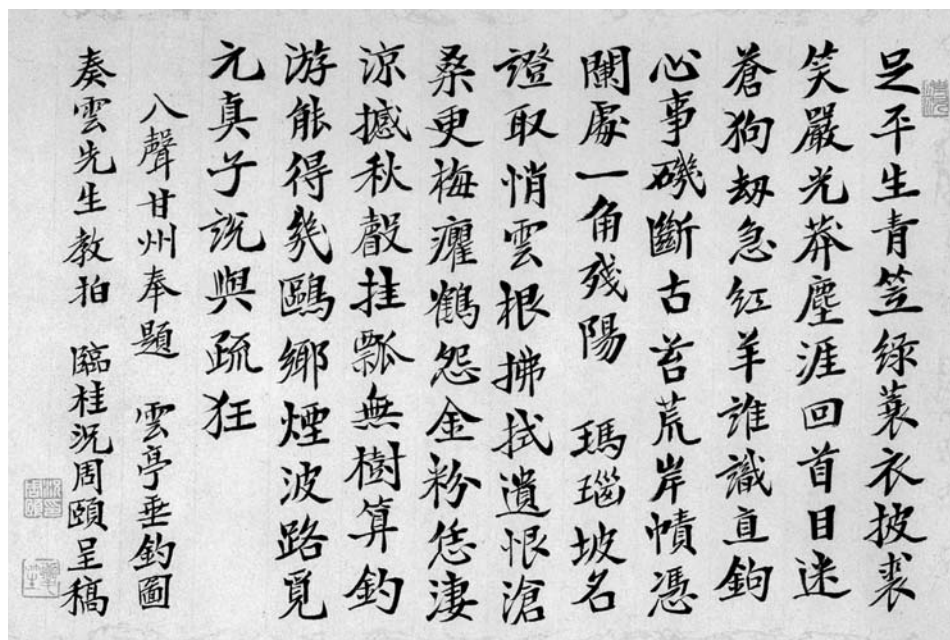 足平生青笠綠蓑衣披裘
笑嚴光莽塵涯回首目迷
蒼狗劫急紅羊誰識直鉤
心事磯斷古苔荒岸幘憑
闌處一角殘陽 瑪瑙坡名
證取悄雲根拂拭遺恨滄
桑更梅癯鶴怨金粉恁淒
涼撼秋聲挂瓢無樹算釣
游能得幾鷗鄉煙波路覓
元真子說與疏狂
八聲甘州奉題 雲亭垂釣圖
奏雲先生教拍 臨桂況周頤呈稿